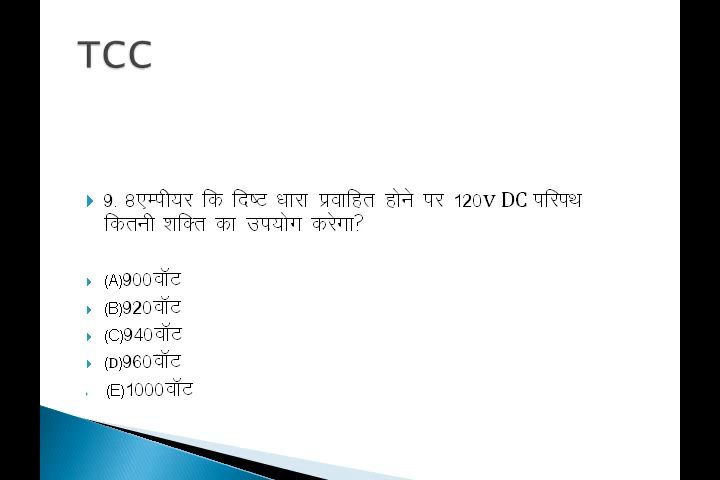 TCC
9. 8एम्पीयर कि दिष्ट धारा प्रवाहित होने पर 120v DC परिपथ
कितनी शक्ति का उपयोग करेगा?
(A)900वॉट
(B)920वॉट
(C)940वॉट
(D)960वॉट
(E)1000वॉट